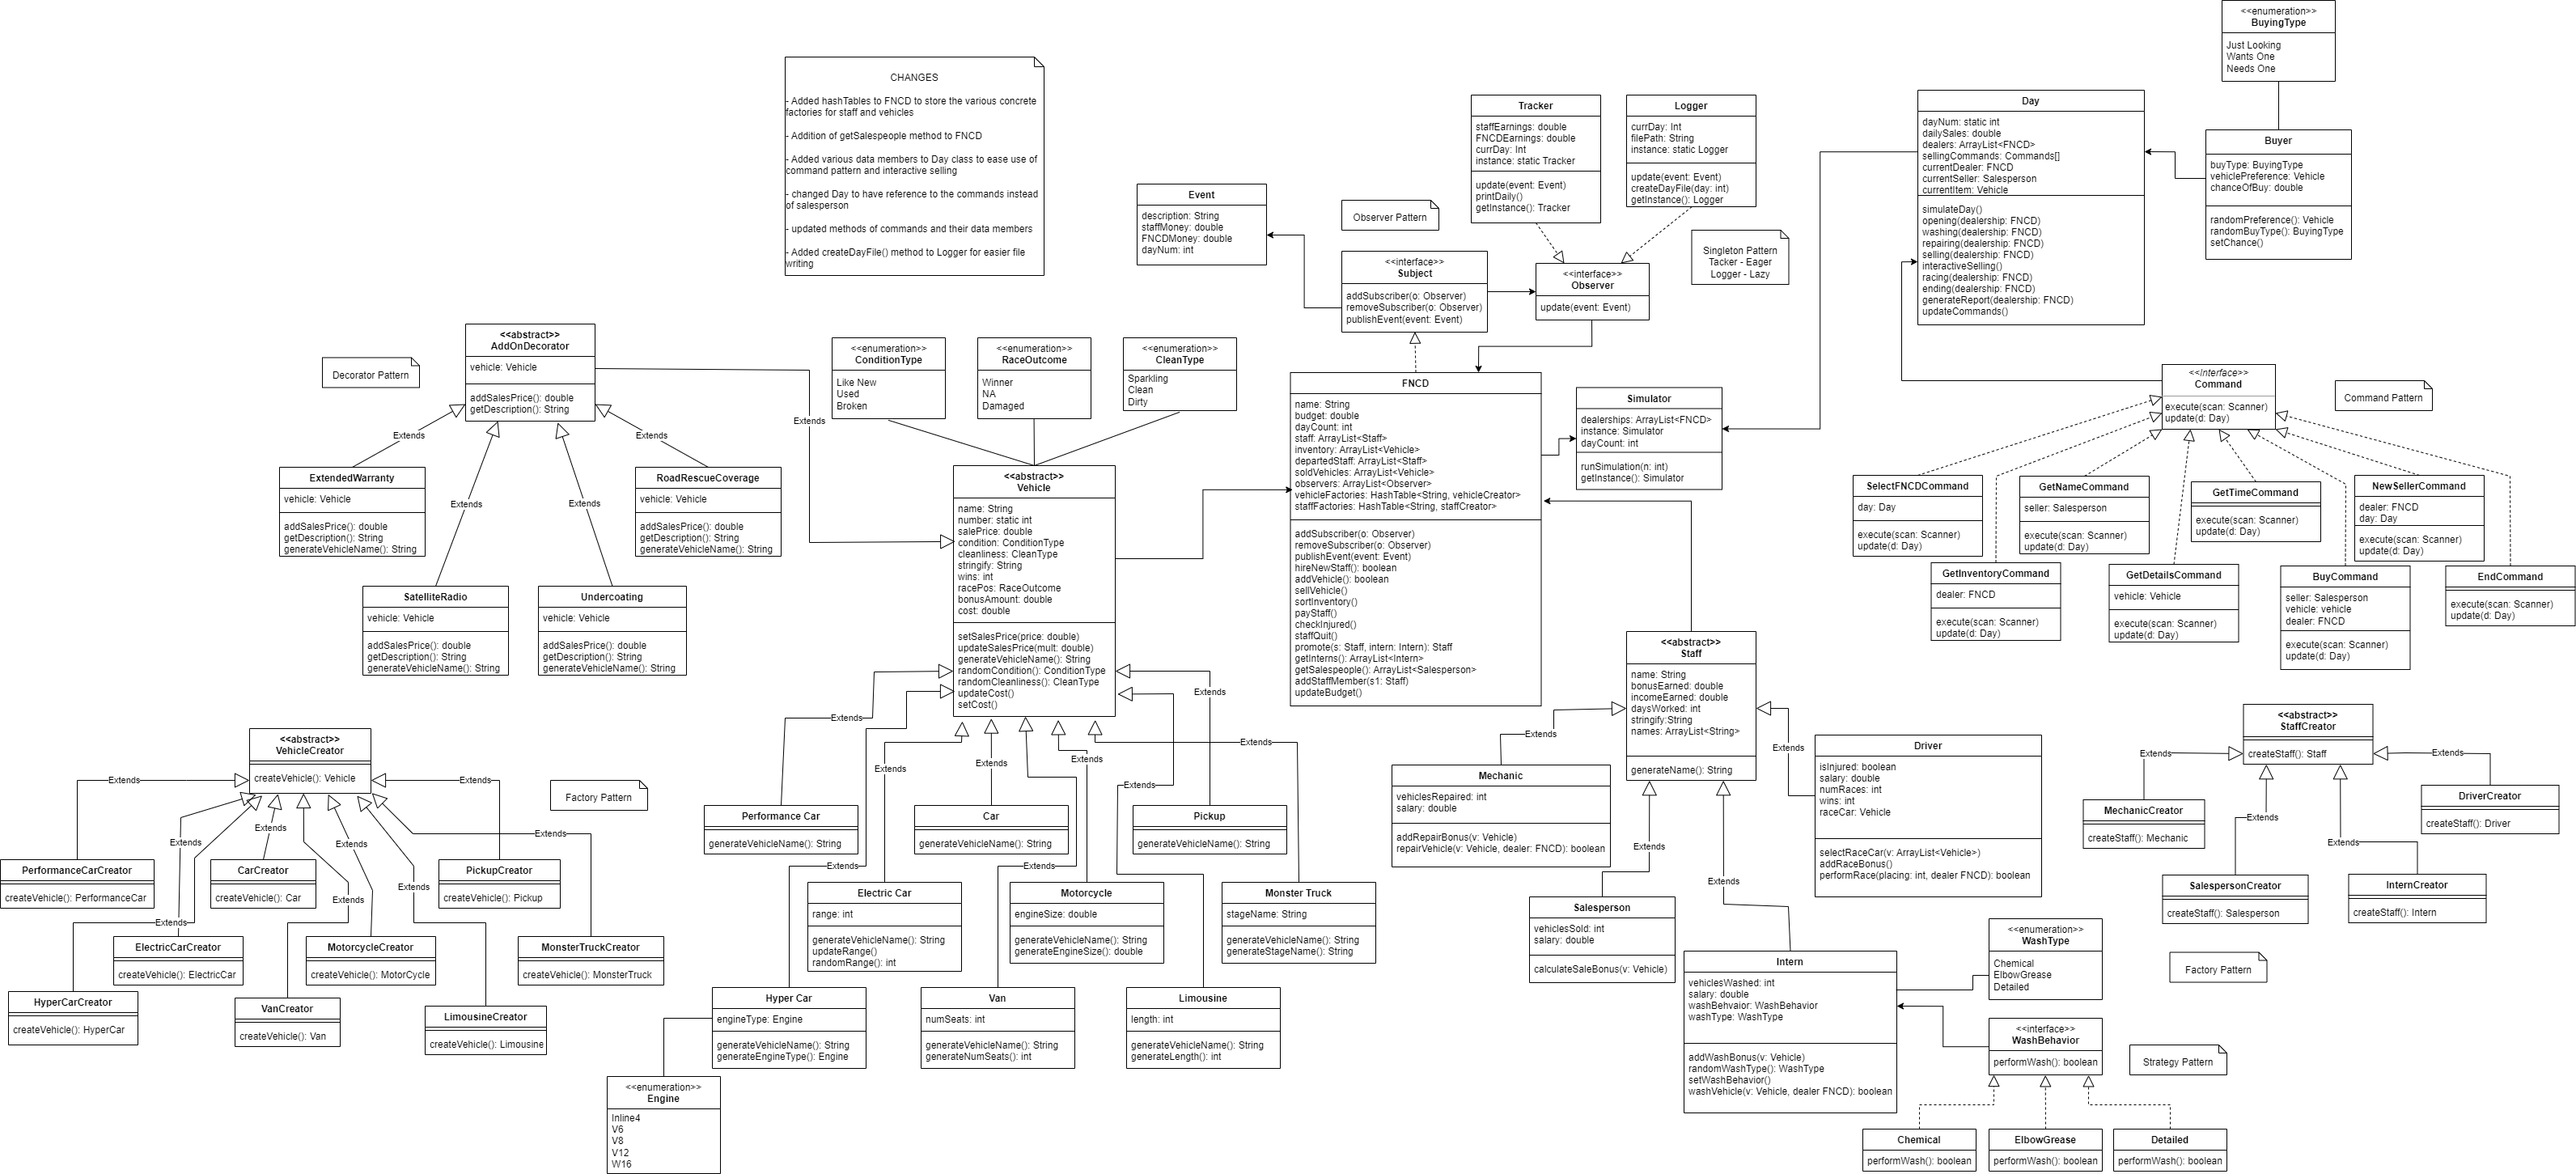 <<enumeration>>
BuyingType
Just Looking
Wants One
Needs One
CHANGES
- Added hashTables to FNCD to store the various concrete
factories for staff and vehicles
- Addition of getSalespeople method to FNCD
- Added various data members to Day class to ease use of
command pattern and interactive selling
- changed Day to have reference to the commands instead
of salesperson
- updated methods of commands and their data members
- Added createDayFile() method to Logger for easier file
writing
Tracker
staffEarnings: double
FNCDEarnings: double
currDay: Int
instance: static Tracker
update(event: Event)
printDaily()
getInstance(): Tracker
Logger
currDay: Int
filePath: String
instance: static Logger
update(event: Event)
createDayFile(day: int)
getInstance(): Logger
Day
dayNum: static int
dailySales: double
dealers: ArrayList<FNCD>
sellingCommands: Commands[]
currentDealer: FNCD
currentSeller: Salesperson
currentItem: Vehicle
simulateDay()
opening(dealership: FNCD)
washing(dealership: FNCD)
repairing(dealership: FNCD)
selling(dealership: FNCD)
interactiveSelling()
racing(dealership: FNCD)
ending(dealership: FNCD)
generateReport(dealership: FNCD)
updateCommands()
Buyer
buyType: BuyingType
vehiclePreference: Vehicle
chanceOfBuy: double
randomPreference(): Vehicle
randomBuyType(): BuyingType
setChance()
Event
description: String
staffMoney: double
FNCDMoney: double
dayNum: int
Observer Pattern
Singleton Pattern
Tacker - Eager
Logger - Lazy
<<interface>>
Subject
addSubscriber(o: Observer)
removeSubscriber(o: Observer)
publishEvent(event: Event)
<<interface>>
Observer
update(event: Event)
<<abstract>>
AddOnDecorator
vehicle: Vehicle
addSalesPrice(): double
getDescription(): String
Decorator Pattern
<<enumeration>>
ConditionType
Like New
Used
Broken
<<enumeration>>
RaceOutcome
Winner
NA
Damaged
<<enumeration>>
CleanType
Sparkling
Clean
Dirty
Extends
Extends
Extends
Extends
Extends
ExtendedWarranty
vehicle: Vehicle
addSalesPrice(): double
getDescription(): String
generateVehicleName(): String
RoadRescueCoverage
vehicle: Vehicle
addSalesPrice(): double
getDescription(): String
generateVehicleName(): String
SatelliteRadio
vehicle: Vehicle
addSalesPrice(): double
getDescription(): String
generateVehicleName(): String
Undercoating
vehicle: Vehicle
addSalesPrice(): double
getDescription(): String
generateVehicleName(): String
<<abstract>>
Vehicle
name: String
number: static int
salePrice: double
condition: ConditionType
cleanliness: CleanType
stringify: String
wins: int
racePos: RaceOutcome
bonusAmount: double
cost: double
setSalesPrice(price: double)
updateSalesPrice(mult: double)
generateVehicleName(): String
randomCondition(): ConditionType
randomCleanliness(): CleanType
updateCost()
setCost()
FNCD
name: String
budget: double
dayCount: int
staff: ArrayList<Staff>
inventory: ArrayList<Vehicle>
departedStaff: ArrayList<Staff>
soldVehicles: ArrayList<Vehicle>
observers: ArrayList<Observer>
vehicleFactories: HashTable<String, vehicleCreator>
staffFactories: HashTable<String, staffCreator>
addSubscriber(o: Observer)
removeSubscriber(o: Observer)
publishEvent(event: Event)
hireNewStaff(): boolean
addVehicle(): boolean
sellVehicle()
sortInventory()
payStaff()
checkInjured()
staffQuit()
promote(s: Staff, intern: Intern): Staff
getInterns(): ArrayList<Intern>
getSalespeople(): ArrayList<Salesperson>
addStaffMember(s1: Staff)
updateBudget()
Simulator
dealerships: ArrayList<FNCD>
instance: Simulator
dayCount: int
runSimulation(n: int)
getInstance(): Simulator
<<Interface>>
Command
execute(scan: Scanner)
update(d: Day)
Command Pattern
SelectFNCDCommand
day: Day
execute(scan: Scanner)
update(d: Day)
GetNameCommand
seller: Salesperson
execute(scan: Scanner)
update(d: Day)
GetTimeCommand
execute(scan: Scanner)
update(d: Day)
NewSellerCommand
dealer: FNCD
day: Day
execute(scan: Scanner)
update(d: Day)
GetInventoryCommand
dealer: FNCD
execute(scan: Scanner)
update(d: Day)
GetDetailsCommand
vehicle: Vehicle
execute(scan: Scanner)
update(d: Day)
BuyCommand
seller: Salesperson
vehicle: vehicle
dealer: FNCD
execute(scan: Scanner)
update(d: Day)
EndCommand
execute(scan: Scanner)
update(d: Day)
<<abstract>>
Staff
name: String
bonusEarned: double
incomeEarned: double
daysWorked: int
stringify:String
names: ArrayList<String>
generateName(): String
Extends
Extends
Extends
Extends
Mechanic
vehiclesRepaired: int
salary: double
addRepairBonus(v: Vehicle)
repairVehicle(v: Vehicle, dealer: FNCD): boolean
Driver
isInjured: boolean
salary: double
numRaces: int
wins: int
raceCar: Vehicle
selectRaceCar(v: ArrayList<Vehicle>)
addRaceBonus()
performRace(placing: int, dealer FNCD): boolean
Salesperson
vehiclesSold: int
salary: double
calculateSaleBonus(v: Vehicle)
Intern
vehiclesWashed: int
salary: double
washBehvaior: WashBehavior
washType: WashType
addWashBonus(v: Vehicle)
randomWashType(): WashType
setWashBehavior()
washVehicle(v: Vehicle, dealer FNCD): boolean
<<abstract>>
StaffCreator
createStaff(): Staff
Extends
Extends
Extends
Extends
MechanicCreator
createStaff(): Mechanic
DriverCreator
createStaff(): Driver
SalespersonCreator
createStaff(): Salesperson
InternCreator
createStaff(): Intern
Factory Pattern
<<enumeration>>
WashType
Chemical
ElbowGrease
Detailed
<<interface>>
WashBehavior
performWash(): boolean
Strategy Pattern
Chemical
performWash(): boolean
ElbowGrease
performWash(): boolean
Detailed
performWash(): boolean
<<abstract>>
VehicleCreator
createVehicle(): Vehicle
Factory Pattern
Extends
Extends
Extends
Extends
Extends
Extends
Extends
Extends
Extends
PerformanceCarCreator
createVehicle(): PerformanceCar
CarCreator
createVehicle(): Car
PickupCreator
createVehicle(): Pickup
ElectricCarCreator
createVehicle(): ElectricCar
MotorcycleCreator
createVehicle(): MotorCycle
MonsterTruckCreator
createVehicle(): MonsterTruck
HyperCarCreator
createVehicle(): HyperCar
VanCreator
createVehicle(): Van
LimousineCreator
createVehicle(): Limousine
Extends
Extends
Extends
Extends
Extends
Extends
Extends
Extends
Extends
Performance Car
generateVehicleName(): String
Car
generateVehicleName(): String
Pickup
generateVehicleName(): String
Electric Car
range: int
generateVehicleName(): String
updateRange()
randomRange(): int
Motorcycle
engineSize: double
generateVehicleName(): String
generateEngineSize(): double
Monster Truck
stageName: String
generateVehicleName(): String
generateStageName(): String
Hyper Car
engineType: Engine
generateVehicleName(): String
generateEngineType(): Engine
Van
numSeats: int
generateVehicleName(): String
generateNumSeats(): int
Limousine
length: int
generateVehicleName(): String
generateLength(): int
<<enumeration>>
Engine
Inline4
V6
V8
V12
W16